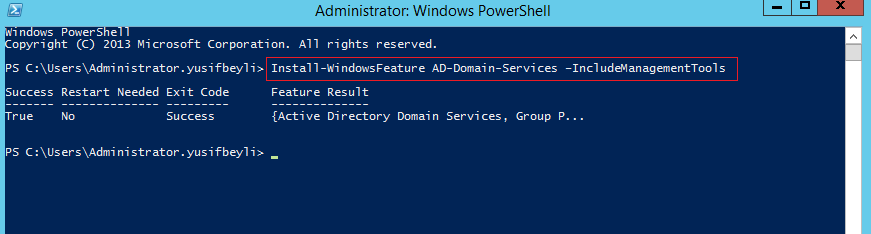 Administrator: Windows PowerShell
Windows PowerShell
Copyright (C) 2013 Microsoft Corporation. All rights reserved.
PS C:\Users\Administrator.yusifbeyli> Install-WindowsFeature AD-Domain-Services -IncludeManagementTools
Success Restart Needed Exit Code      Feature Result
------- -------------- ---------      --------------
True    No             Success        {Active Directory Domain Services, Group P...
PS C:\Users\Administrator.yusifbeyli> _